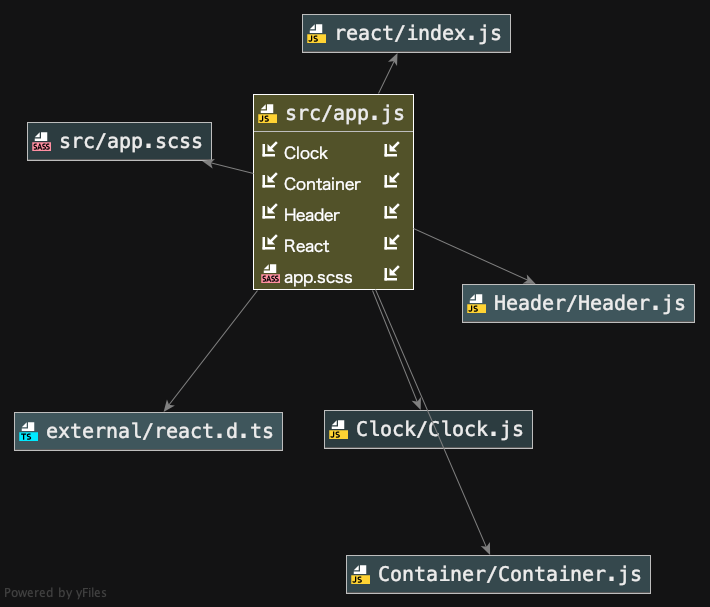 JS react/index.js
JS src/app.js
Clock
Container
Header
React
SASS app.scss
SASS src/app.scss
JS Header/Header.js
TS external/react.d.ts
JS Clock/Clock.js
JS Container/Container.js
Powered by yFiles